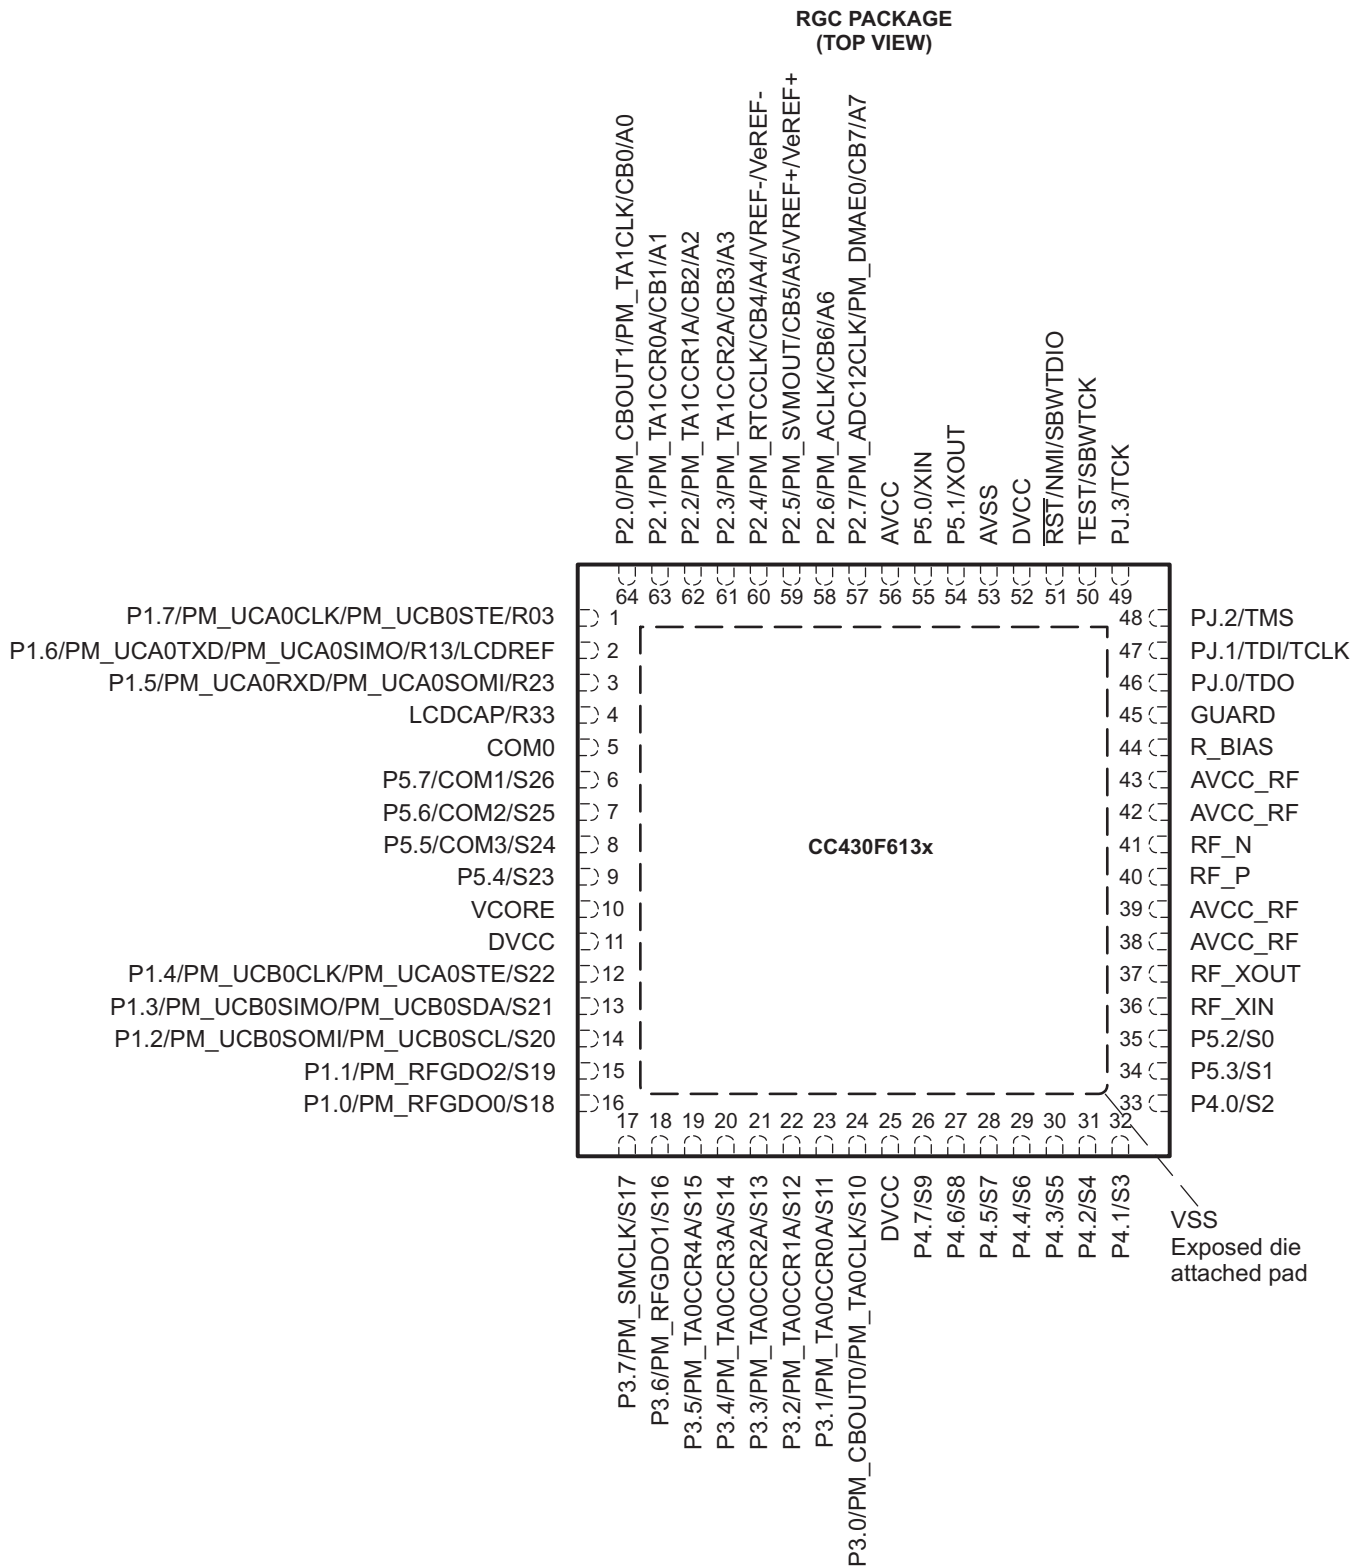 RGC PACKAGE
(TOP VIEW)
P2.0/PM_CBOUT1/PM_TA1CLK/CB0/A0
P2.1/PM_TA1CCR0A/CB1/A1
P2.2/PM_TA1CCR1A/CB2/A2
P2.3/PM_TA1CCR2A/CB3/A3
P2.4/PM_RTCCLK/CB4/A4/VREF-/VeREF-
P2.5/PM_SVMOUT/CB5/A5/VREF+/VeREF+
P2.6/PM_ACLK/CB6/A6
P2.7/PM_ADC12CLK/PM_DMAE0/CB7/A7
AVCC
P5.0/XIN
P5.1/XOUT
AVSS
DVCC
RST/NMI/SBWTDIO
TEST/SBWTCK
PJ.3/TCK
64 63 62 61 60 59 58 57 56 55 54 53 52 51 50 49
P1.7/PM_UCA0CLK/PM_UCB0STE/R03 1
P1.6/PM_UCA0TXD/PM_UCA0SIMO/R13/LCDREF 2
P1.5/PM_UCA0RXD/PM_UCA0SOMI/R23 3
LCDCAP/R33 4
COM0 5
P5.7/COM1/S26 6
P5.6/COM2/S25 7
P5.5/COM3/S24 8
P5.4/S23 9
VCORE 10
DVCC 11
P1.4/PM_UCB0CLK/PM_UCA0STE/S22 12
P1.3/PM_UCB0SIMO/PM_UCB0SDA/S21 13
P1.2/PM_UCB0SOMI/PM_UCB0SCL/S20 14
P1.1/PM_RFGDO2/S19 15
P1.0/PM_RFGDO0/S18 16
CC430F613x
48 PJ.2/TMS
47 PJ.1/TDI/TCLK
46 PJ.0/TDO
45 GUARD
44 R_BIAS
43 AVCC_RF
42 AVCC_RF
41 RF_N
40 RF_P
39 AVCC_RF
38 AVCC_RF
37 RF_XOUT
36 RF_XIN
35 P5.2/S0
34 P5.3/S1
33 P4.0/S2
17 18 19 20 21 22 23 24 25 26 27 28 29 30 31 32
P3.7/PM_SMCLK/S17
P3.6/PM_RFGDO1/S16
P3.5/PM_TA0CCR4A/S15
P3.4/PM_TA0CCR3A/S14
P3.3/PM_TA0CCR2A/S13
P3.2/PM_TA0CCR1A/S12
P3.1/PM_TA0CCR0A/S11
P3.0/PM_CBOUT0/PM_TA0CLK/S10
DVCC
P4.7/S9
P4.6/S8
P4.5/S7
P4.4/S6
P4.3/S5
P4.2/S4
P4.1/S3
VSS
Exposed die
attached pad